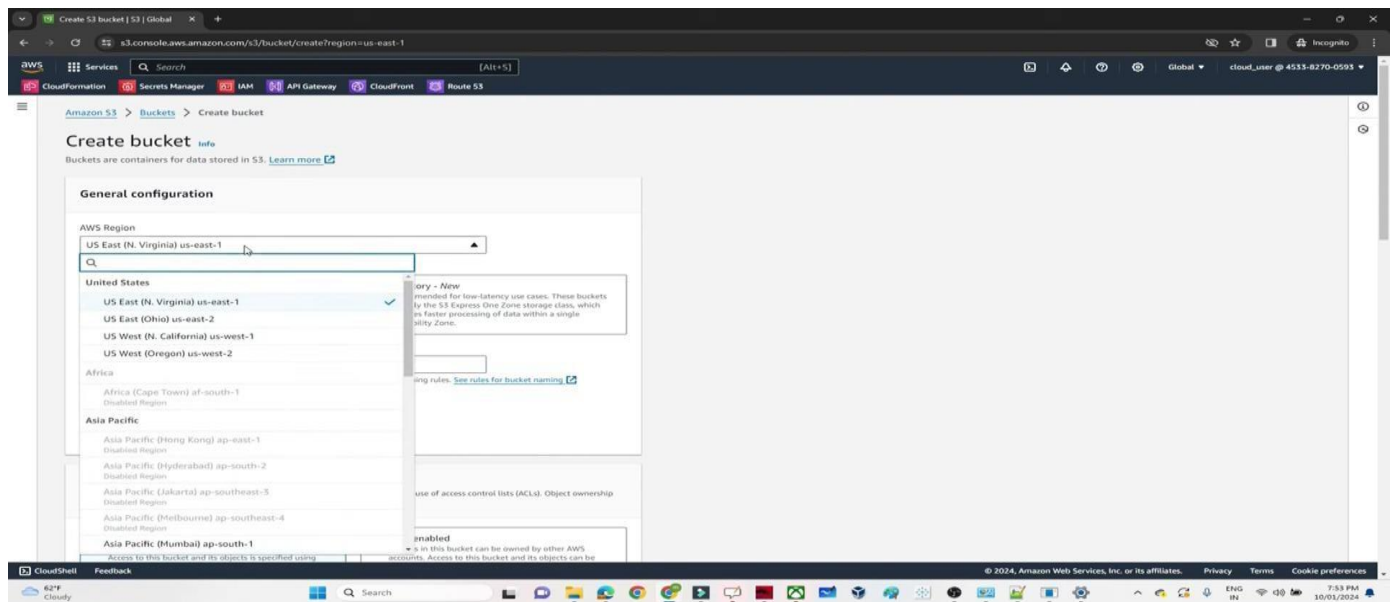 Create S3 bucket | S3 | Global
s3.console.aws.amazon.com/s3/bucket/create?region=us-east-1
Incognito
aws
Services
Search
[Alt+S]
Global
cloud_user @ 4533-8270-0593
CloudFormation
Secrets Manager
IAM
API Gateway
CloudFront
Route 53
Amazon S3 > Buckets > Create bucket
Create bucket Info
Buckets are containers for data stored in S3. Learn more
General configuration
AWS Region
US East (N. Virginia) us-east-1
United States
US East (N. Virginia) us-east-1
US East (Ohio) us-east-2
US West (N. California) us-west-1
US West (Oregon) us-west-2
Africa
Africa (Cape Town) af-south-1
Disabled Region
Asia Pacific
Asia Pacific (Hong Kong) ap-east-1
Disabled Region
Asia Pacific (Hyderabad) ap-south-2
Disabled Region
Asia Pacific (Jakarta) ap-southeast-3
Disabled Region
Asia Pacific (Melbourne) ap-southeast-4
Disabled Region
Asia Pacific (Mumbai) ap-south-1
ory - New
mended for low-latency use cases. These buckets
ly the S3 Express One Zone storage class, which
es faster processing of data within a single
bility Zone.
ing rules. See rules for bucket naming
use of access control lists (ACLs). Object ownership
enabled
s in this bucket can be owned by other AWS
Access to this bucket and its objects is specified using
accounts. Access to this bucket and its objects can be
CloudShell
Feedback
© 2024, Amazon Web Services, Inc. or its affiliates.
Privacy
Terms
Cookie preferences
62°F
Cloudy
Search
ENG
IN
7:53 PM
10/01/2024